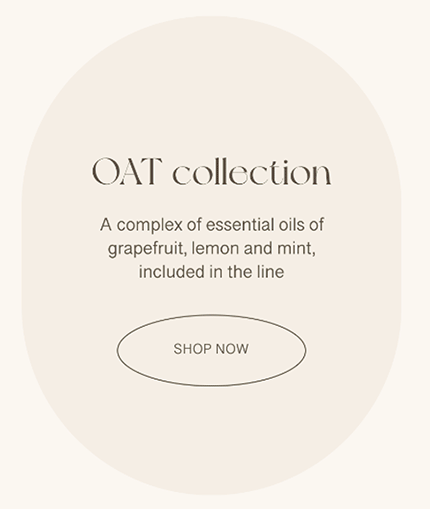 OAT collection
A complex of essential oils of
grapefruit, lemon and mint,
included in the line
SHOP NOW